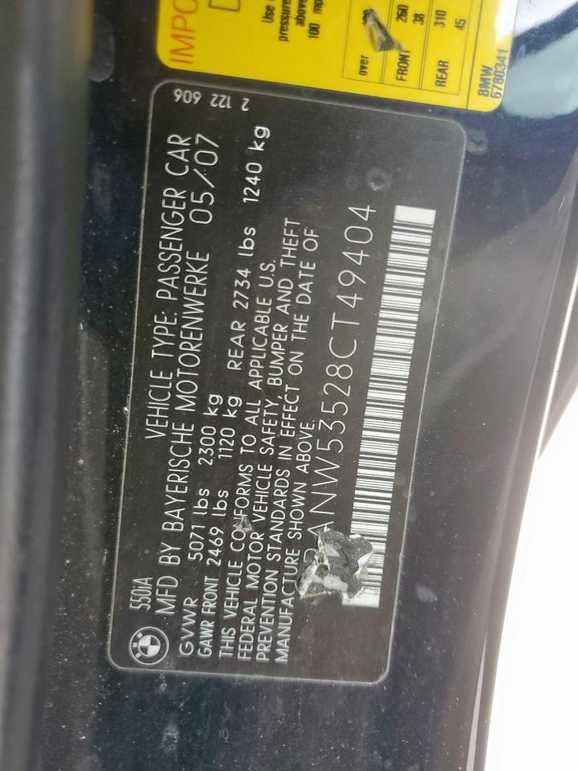 IMPO
Use
pressure
above
100 mp
over
FRONT 260 38
REAR 310 45
BMW
6780341
2 122 606
550iA
VEHICLE TYPE: PASSENGER CAR
MFD BY BAYERISCHE MOTORENWERKE 05/07
GVWR 5071 lbs 2300 kg
GAWR FRONT 2469 lbs 1120 kg REAR 2734 lbs 1240 kg
THIS VEHICLE CONFORMS TO ALL APPLICABLE U.S.
FEDERAL MOTOR VEHICLE SAFETY, BUMPER AND THEFT
PREVENTION STANDARDS IN EFFECT ON THE DATE OF
MANUFACTURE SHOWN ABOVE.
ANW53528CT49404